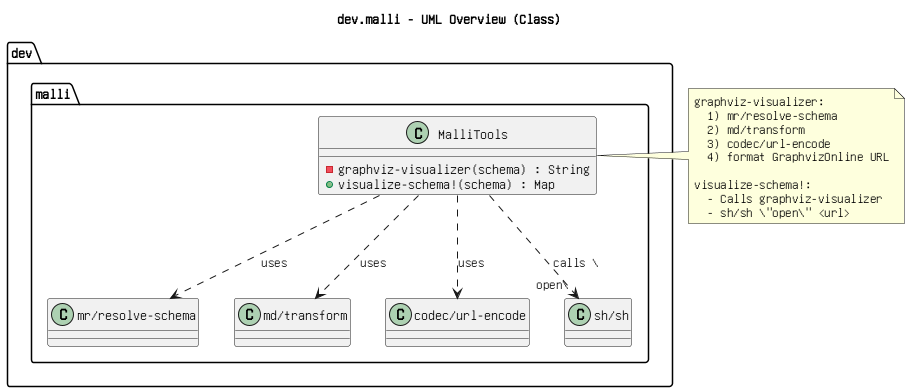 dev.malli - UML Overview (Class)
dev
malli
C MalliTools
graphviz-visualizer(schema) : String
visualize-schema!(schema) : Map
graphviz-visualizer:
1) mr/resolve-schema
2) md/transform
3) codec/url-encode
4) format GraphvizOnline URL
visualize-schema!:
- Calls graphviz-visualizer
- sh/sh \"open\" <url>
uses
uses
uses
calls \
open\
C mr/resolve-schema
C md/transform
C codec/url-encode
C sh/sh